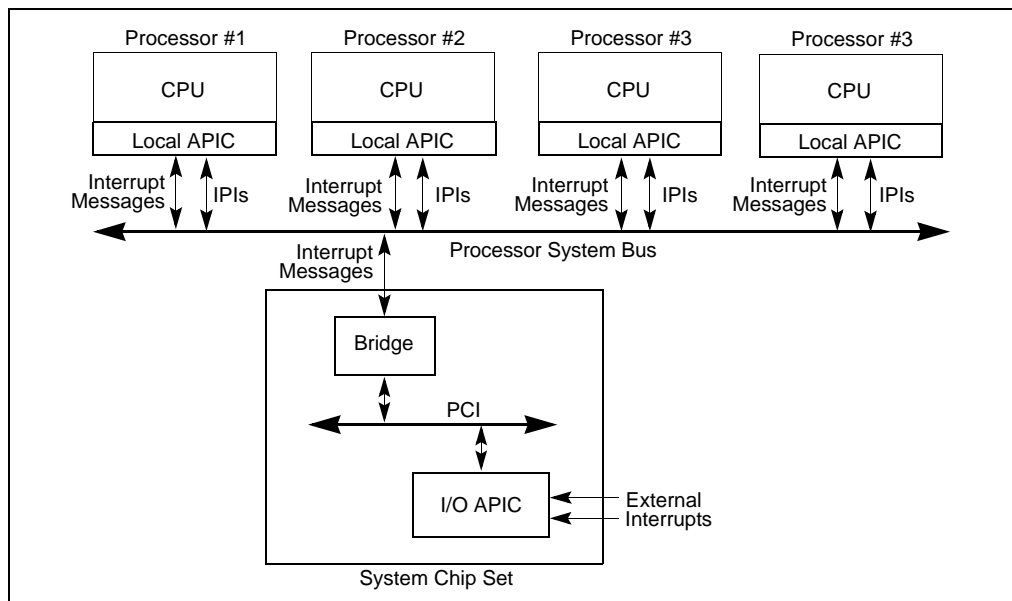 Processor #1
Processor #2
Processor #3
Processor #3
CPU
CPU
CPU
CPU
Local APIC
Local APIC
Local APIC
Local APIC
Interrupt
Messages
IPIs
Interrupt
Messages
IPIs
Interrupt
Messages
IPIs
Interrupt
Messages
IPIs
Processor System Bus
Interrupt
Messages
Bridge
PCI
I/O APIC
External
Interrupts
System Chip Set